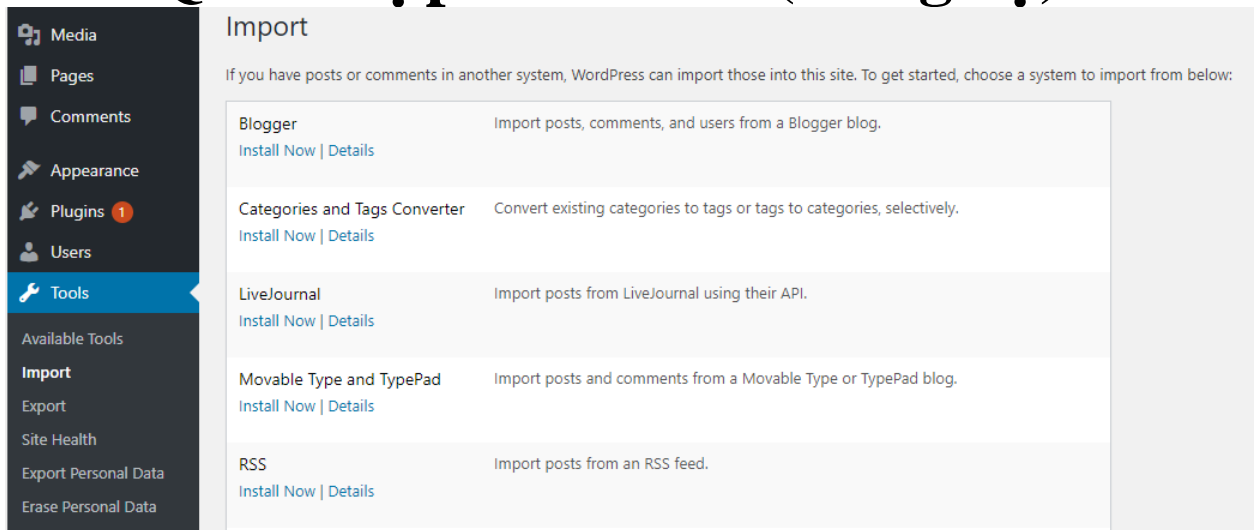 Media
Pages
Comments
Appearance
Plugins 1
Users
Tools
Available Tools
Import
Export
Site Health
Export Personal Data
Erase Personal Data
Import
If you have posts or comments in another system, WordPress can import those into this site. To get started, choose a system to import from below:
Blogger Import posts, comments, and users from a Blogger blog.
Install Now | Details
Categories and Tags Converter Convert existing categories to tags or tags to categories, selectively.
Install Now | Details
LiveJournal Import posts from LiveJournal using their API.
Install Now | Details
Movable Type and TypePad Import posts and comments from a Movable Type or TypePad blog.
Install Now | Details
RSS Import posts from an RSS feed.
Install Now | Details